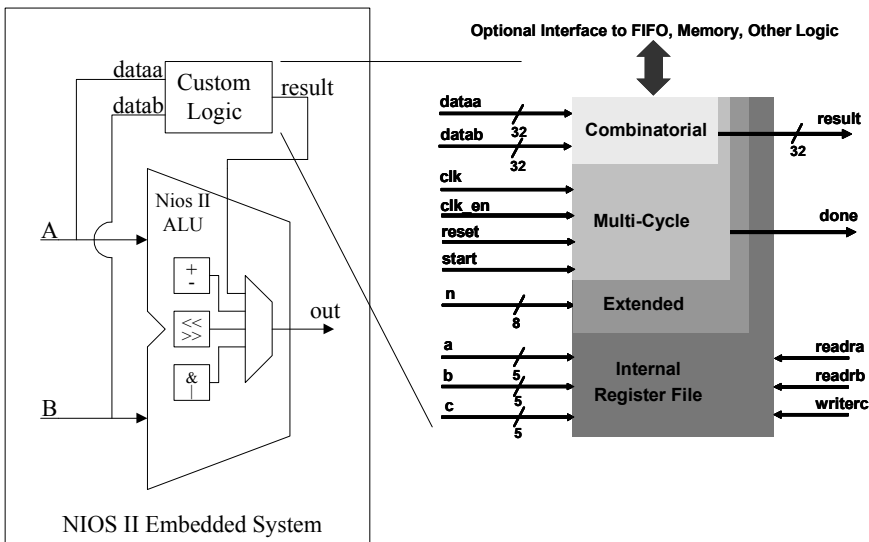 dataa
datab
Custom
Logic
result
Nios II
ALU
A
+
-
<<
>>
&
|
out
B
NIOS II Embedded System
Optional Interface to FIFO, Memory, Other Logic
dataa
32
datab
32
Combinatorial
result
32
clk
clk_en
reset
start
Multi-Cycle
done
n
8
Extended
a
5
b
5
c
5
Internal
Register File
readra
readrb
writerc